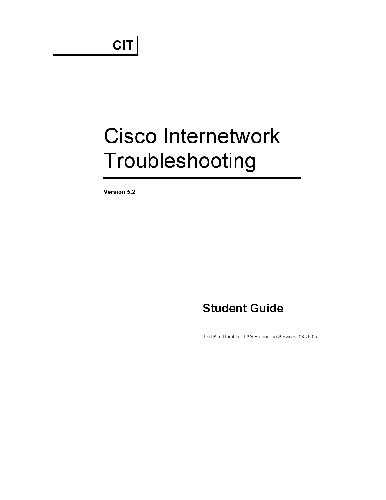 CIT
Cisco Internetwork
Troubleshooting
Version 5.2
Student Guide